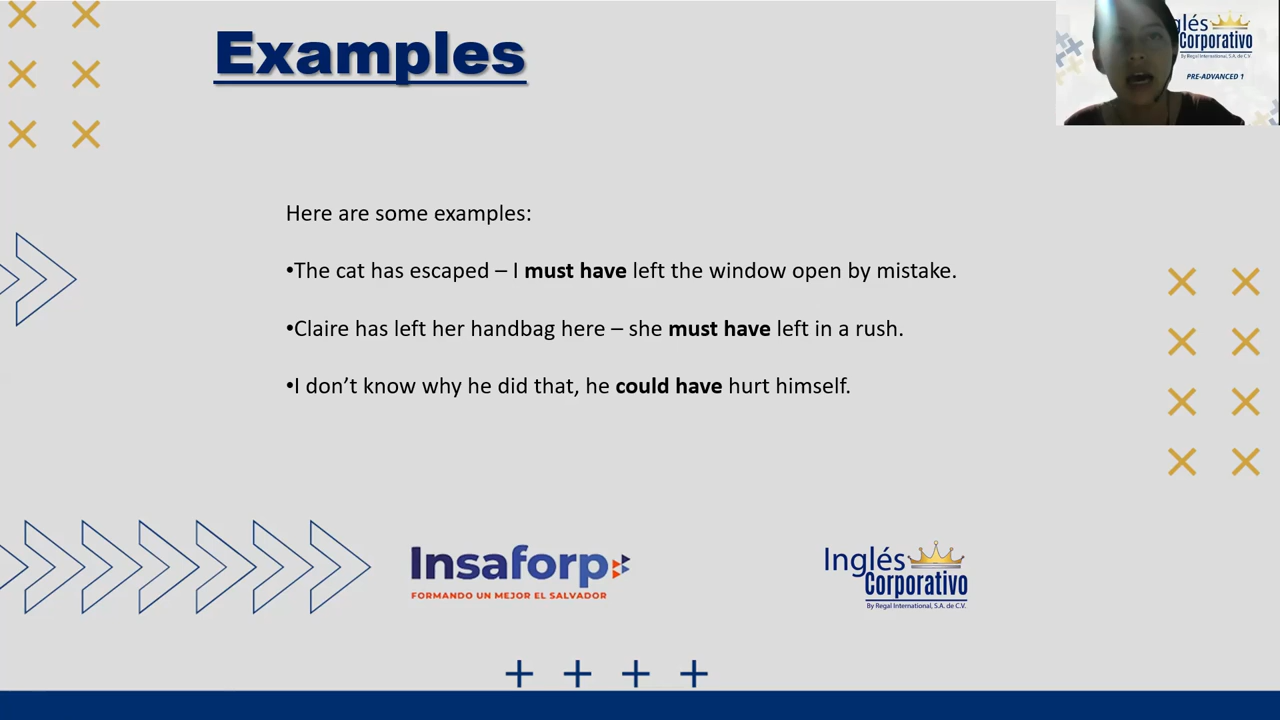 Examples
glés
Corporativo
By Regal International, S.A. de C.V.
PRE-ADVANCED 1
Here are some examples:
•The cat has escaped – I must have left the window open by mistake.
•Claire has left her handbag here – she must have left in a rush.
•I don’t know why he did that, he could have hurt himself.
Insaforp
FORMANDO UN MEJOR EL SALVADOR
Inglés
Corporativo
By Regal International, S.A. de C.V.